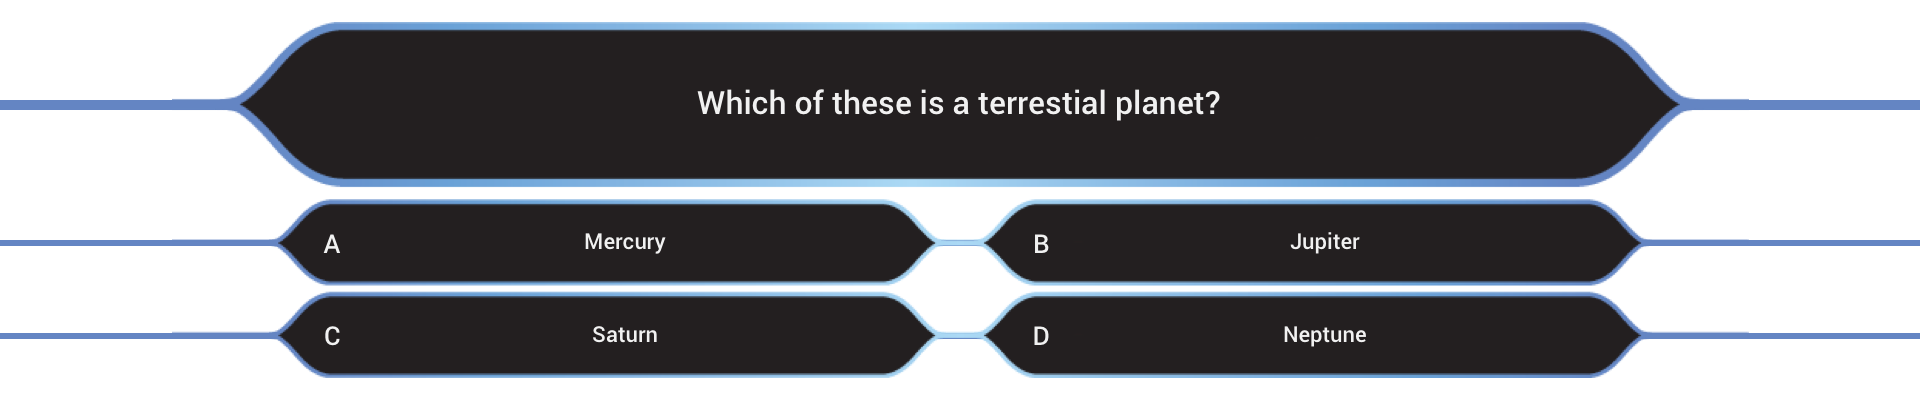 Which of these is a terrestial planet?
A Mercury
B Jupiter
C Saturn
D Neptune